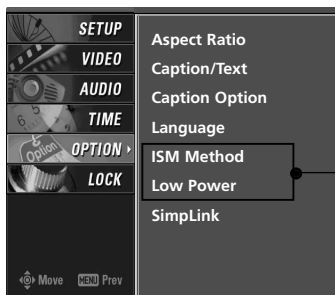 SETUP
VIDEO
AUDIO
TIME
OPTION
LOCK
Move MENU Prev
Aspect Ratio
Caption/Text
Caption Option
Language
ISM Method
Low Power
SimpLink